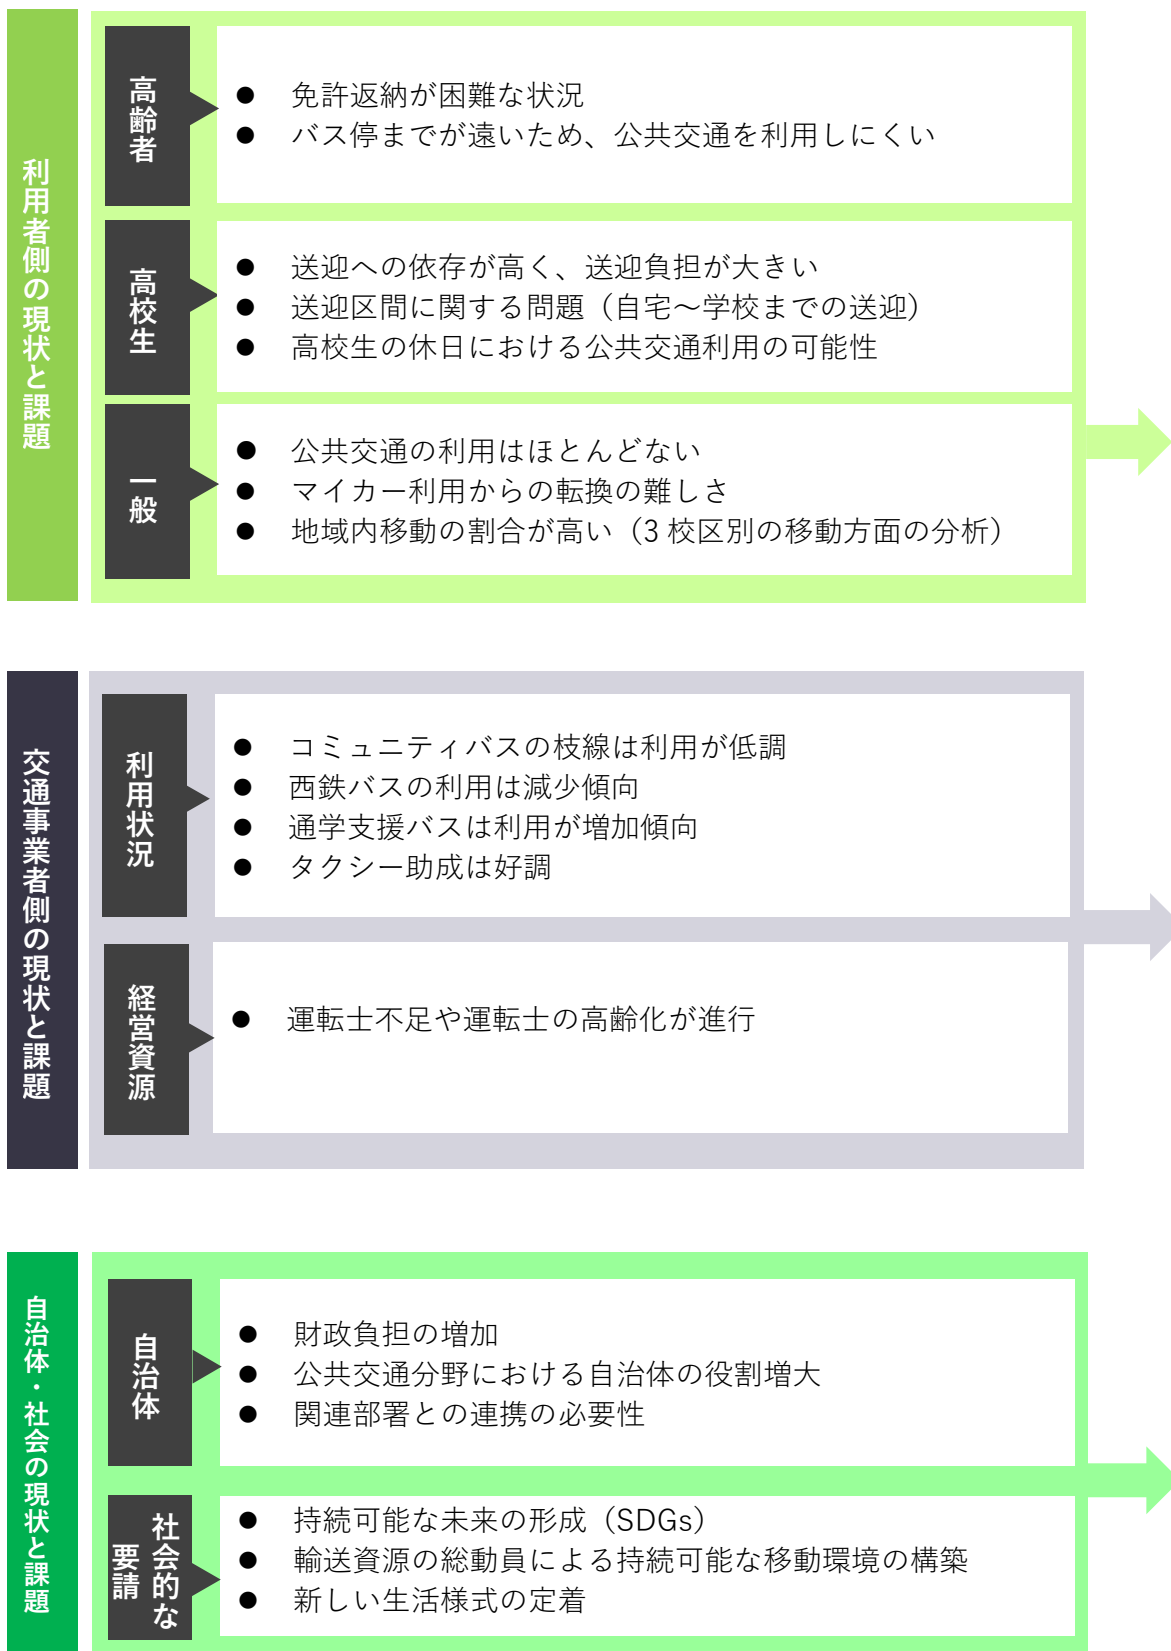 利用者側の現状と課題
高齢者
● 免許返納が困難な状況
● バス停までが遠いため、公共交通を利用しにくい
高校生
● 送迎への依存が高く、送迎負担が大きい
● 送迎区間に関する問題（自宅～学校までの送迎）
● 高校生の休日における公共交通利用の可能性
一般
● 公共交通の利用はほとんどない
● マイカー利用からの転換の難しさ
● 地域内移動の割合が高い（3 校区別の移動方面の分析）
交通事業者側の現状と課題
利用状況
● コミュニティバスの枝線は利用が低調
● 西鉄バスの利用は減少傾向
● 通学支援バスは利用が増加傾向
● タクシー助成は好調
経営資源
● 運転士不足や運転士の高齢化が進行
自治体・社会の現状と課題
自治体
● 財政負担の増加
● 公共交通分野における自治体の役割増大
● 関連部署との連携の必要性
社会的な
要請
● 持続可能な未来の形成（SDGs）
● 輸送資源の総動員による持続可能な移動環境の構築
● 新しい生活様式の定着